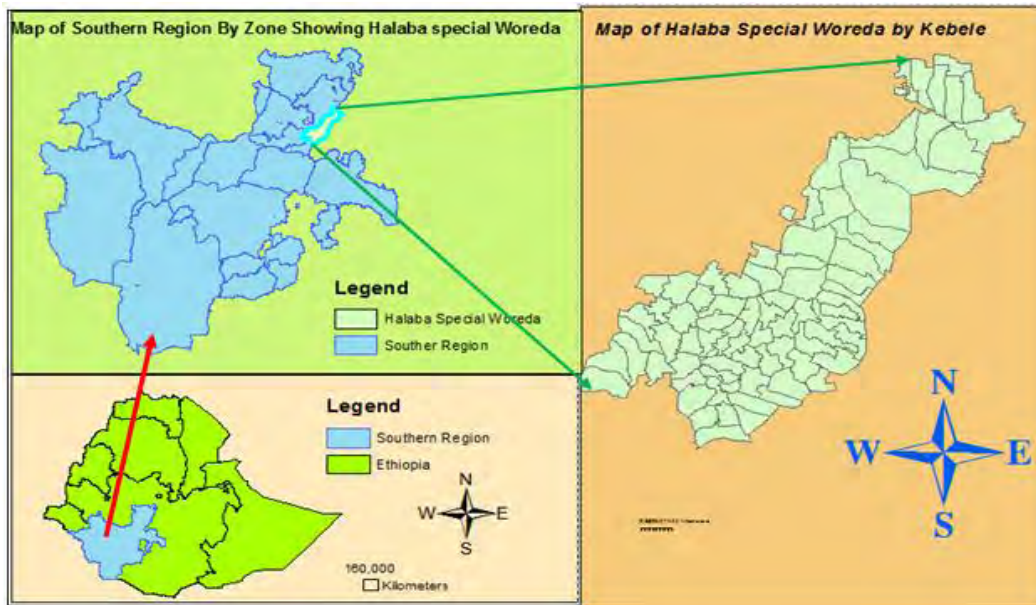 Map of Southern Region By Zone Showing Halaba special Woreda
Legend
Halaba Special Woreda
Souther Region
Legend
Southern Region
Ethiopia
N
W E
S
160,000
Kilometers
Map of Halaba Special Woreda by Kebele
N
W E
S